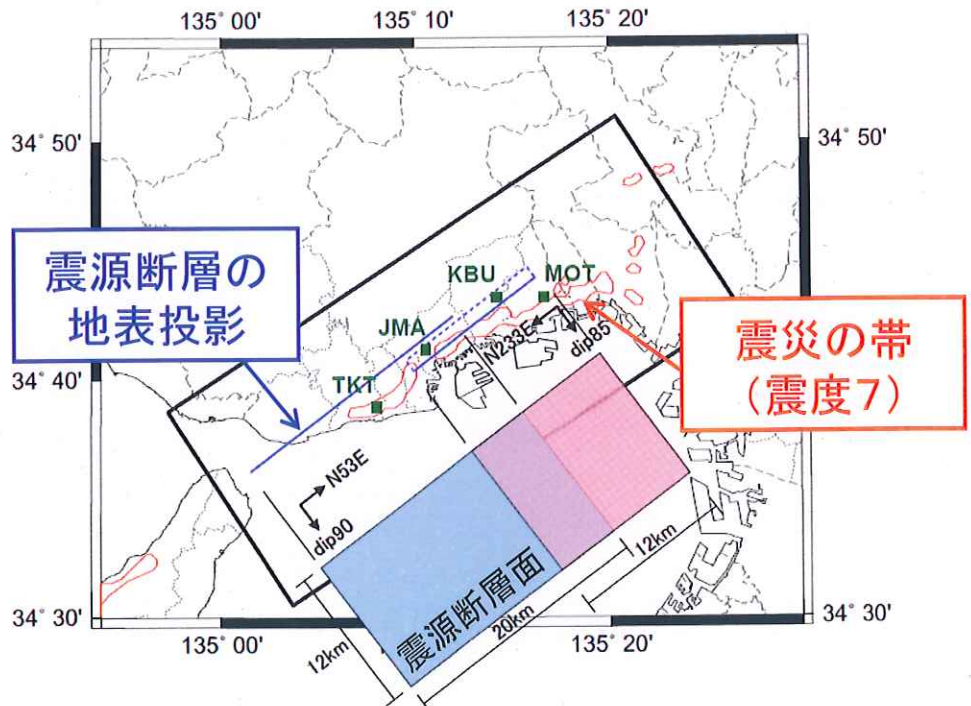 135° 00'
135° 10'
135° 20'
34° 50'
34° 50'
震源断層の
地表投影
KBU
MOT
JMA
N233E
dip85
震災の帯
(震度7)
34° 40'
TKT
N53E
dip90
震源断層面
12km
20km
12km
34° 30'
34° 30'
135° 00'
135° 20'